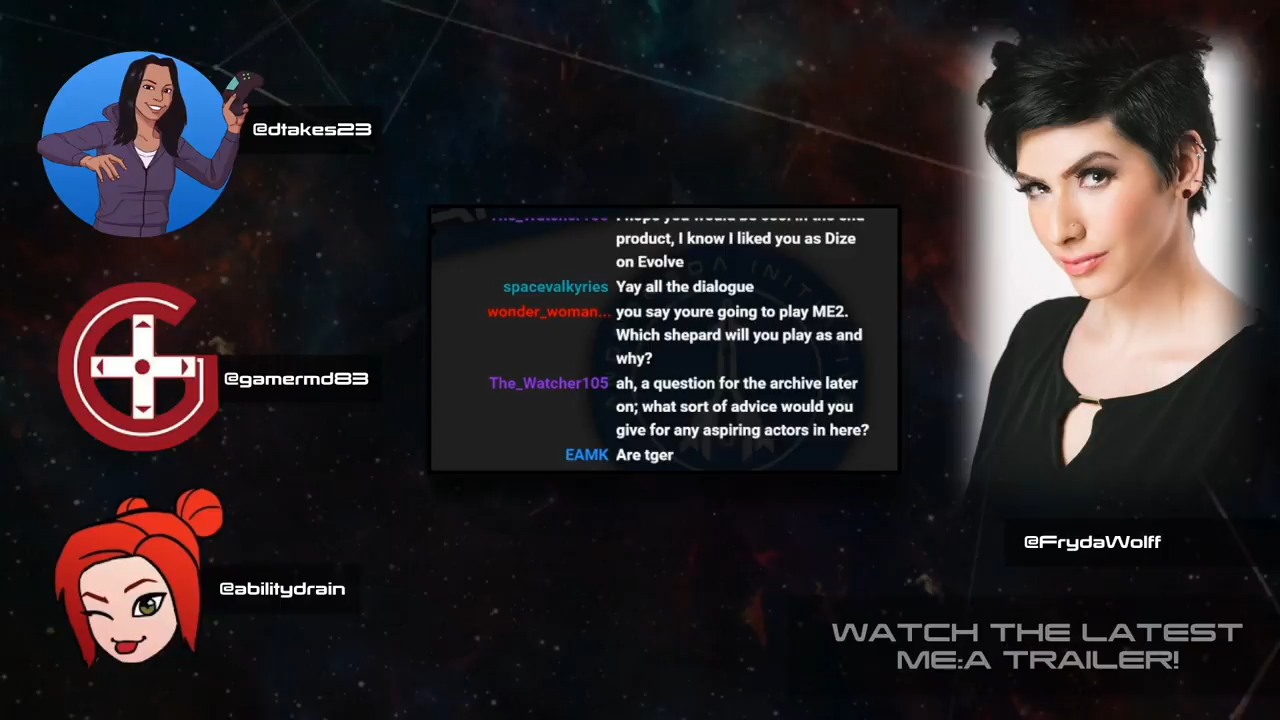 @dtakes23
@gamermd83
@abilitydrain
product, I know I liked you as Dize
on Evolve
spacevalkyries Yay all the dialogue
wonder_woman... you say youre going to play ME2.
Which shepard will you play as and
why?
The_Watcher105 ah, a question for the archive later
on; what sort of advice would you
give for any aspiring actors in here?
EAMK Are tger
@FrydaWolff
WATCH THE LATEST
ME:A TRAILER!